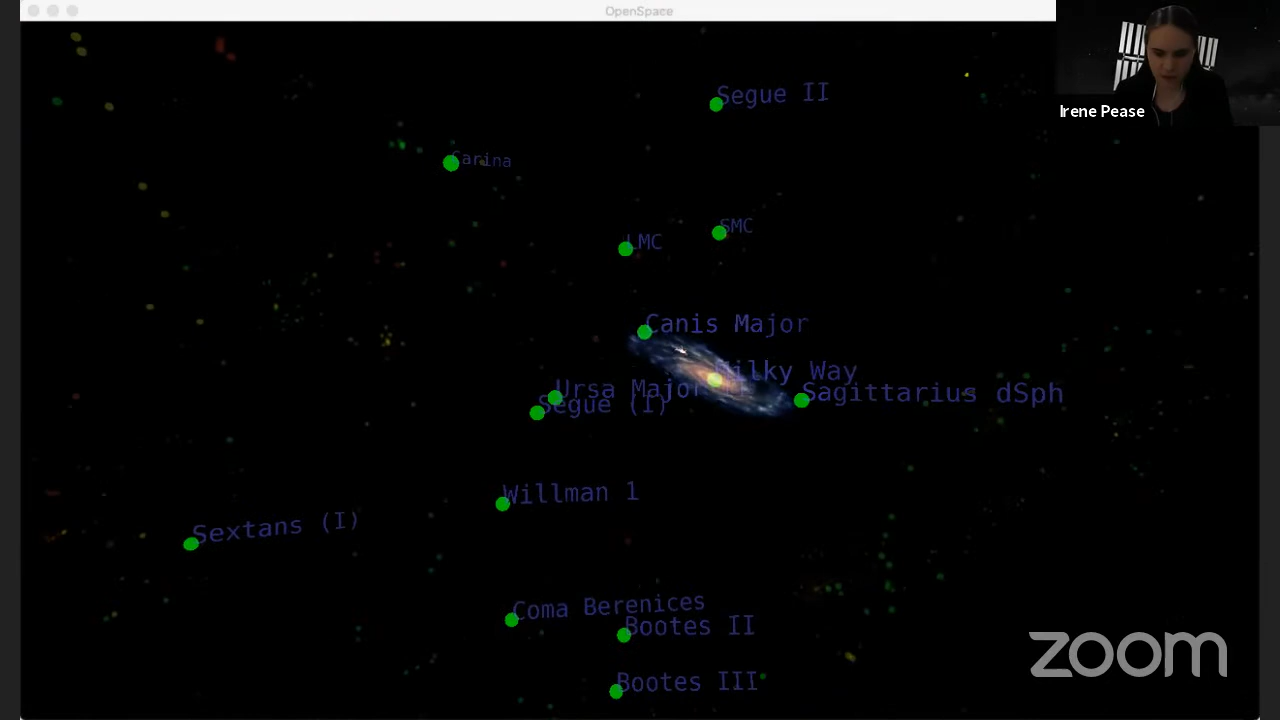 OpenSpace
Irene Pease
Segue II
Carina
SMC
LMC
Canis Major
Milky Way
Ursa Major
Sagittarius dSph
Segue (I)
Willman 1
Sextans (I)
Coma Berenices
Bootes II
Bootes III
zoom